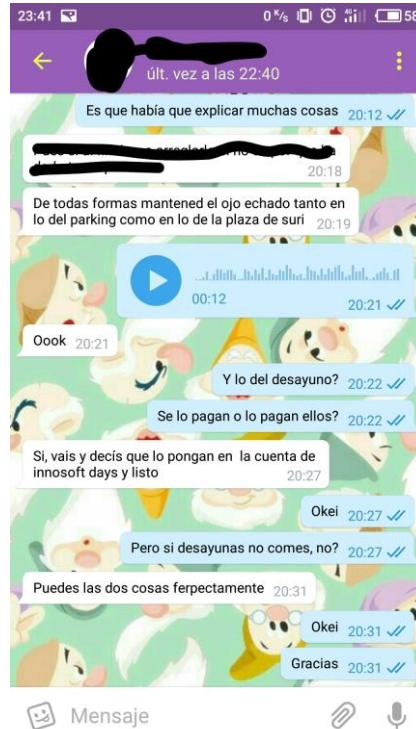 23:41
0 K/s
4G
58
últ. vez a las 22:40
Es que había que explicar muchas cosas 20:12
20:18
De todas formas mantened el ojo echado tanto en
lo del parking como en lo de la plaza de suri 20:19
00:12
20:21
Oook 20:21
Y lo del desayuno? 20:22
Se lo pagan o lo pagan ellos? 20:22
Si, vais y decís que lo pongan en la cuenta de
innosoft days y listo
20:27
Okei 20:27
Pero si desayunas no comes, no? 20:27
Puedes las dos cosas ferpectamente 20:31
Okei 20:31
Gracias 20:31
Mensaje